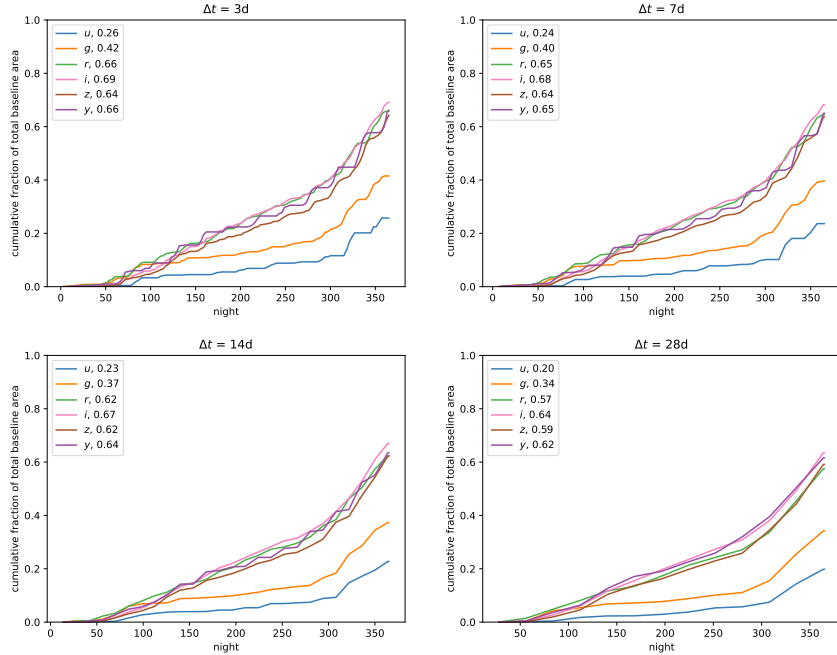 Δt = 3d
1.0
0.8
0.6
0.4
0.2
0.0
cumulative fraction of total baseline area
u, 0.26
g, 0.42
r, 0.66
i, 0.69
z, 0.64
y, 0.66
0 50 100 150 200 250 300 350
night
Δt = 7d
1.0
0.8
0.6
0.4
0.2
0.0
cumulative fraction of total baseline area
u, 0.24
g, 0.40
r, 0.65
i, 0.68
z, 0.64
y, 0.65
0 50 100 150 200 250 300 350
night
Δt = 14d
1.0
0.8
0.6
0.4
0.2
0.0
cumulative fraction of total baseline area
u, 0.23
g, 0.37
r, 0.62
i, 0.67
z, 0.62
y, 0.64
0 50 100 150 200 250 300 350
night
Δt = 28d
1.0
0.8
0.6
0.4
0.2
0.0
cumulative fraction of total baseline area
u, 0.20
g, 0.34
r, 0.57
i, 0.64
z, 0.59
y, 0.62
50 100 150 200 250 300 350
night